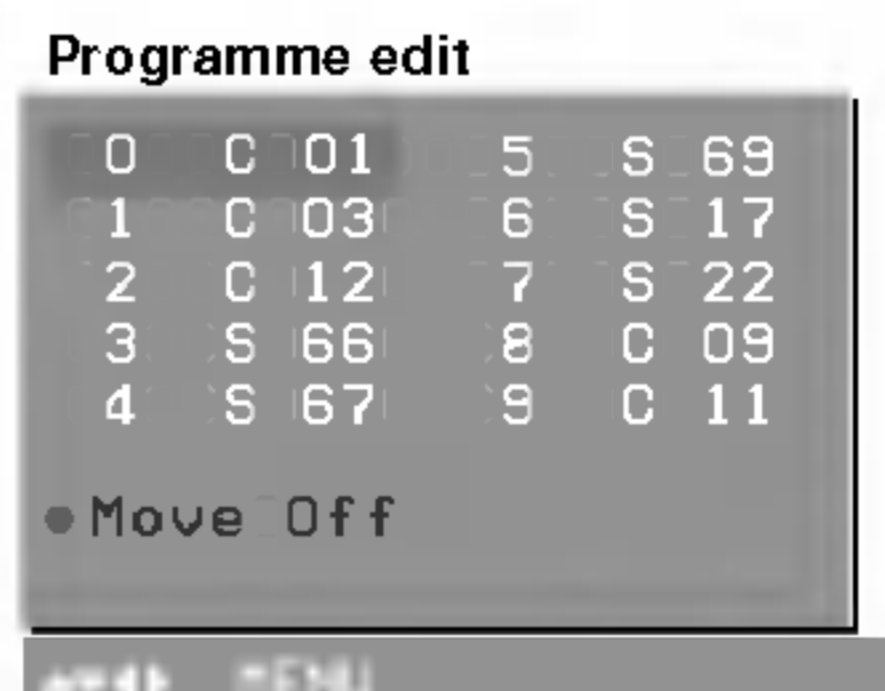 Programme edit
0 C 01 5 S 69
1 C 03 6 S 17
2 C 12 7 S 22
3 S 66 8 C 09
4 S 67 9 C 11
Move Off
MENU